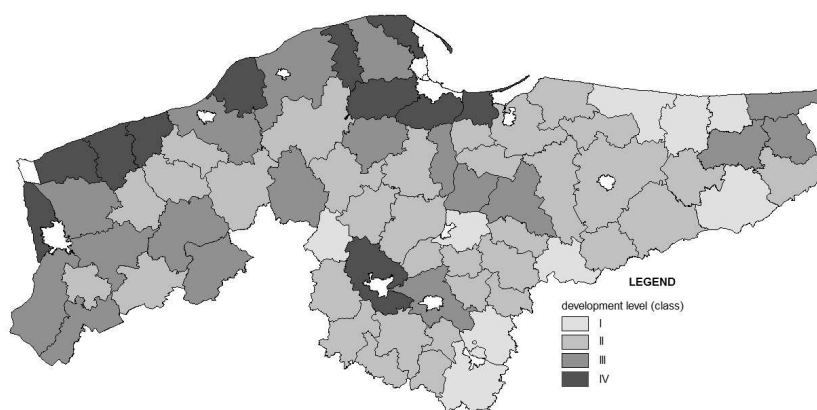 LEGEND
development level (class)
I
II
III
IV